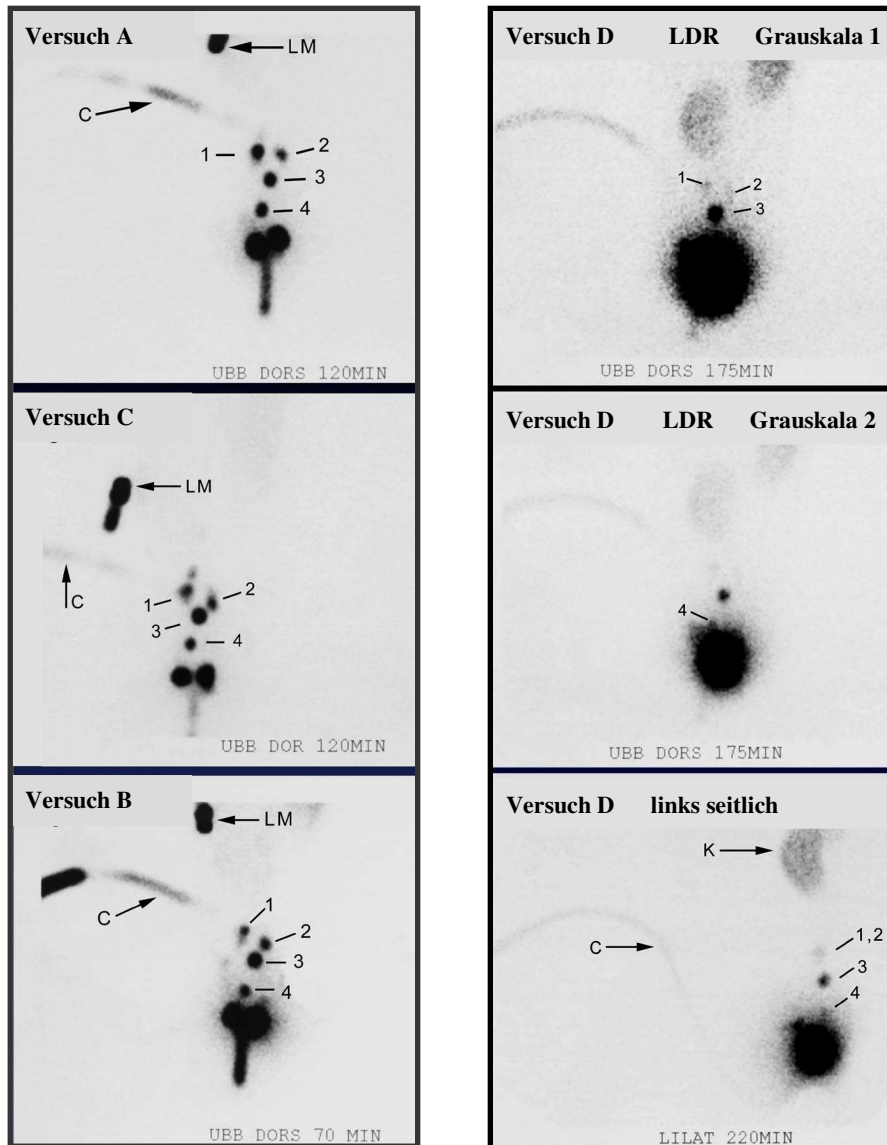 Versuch A
LM
C
1
2
3
4
UBB DORS 120MIN
Versuch C
LM
C
1
2
3
4
UBB DOR 120MIN
Versuch B
LM
C
1
2
3
4
UBB DORS 70 MIN
Versuch D LDR Grauskala 1
1
2
3
UBB DORS 175MIN
Versuch D LDR Grauskala 2
4
UBB DORS 175MIN
Versuch D links seitlich
K
C
1,2
3
4
LILAT 220MIN